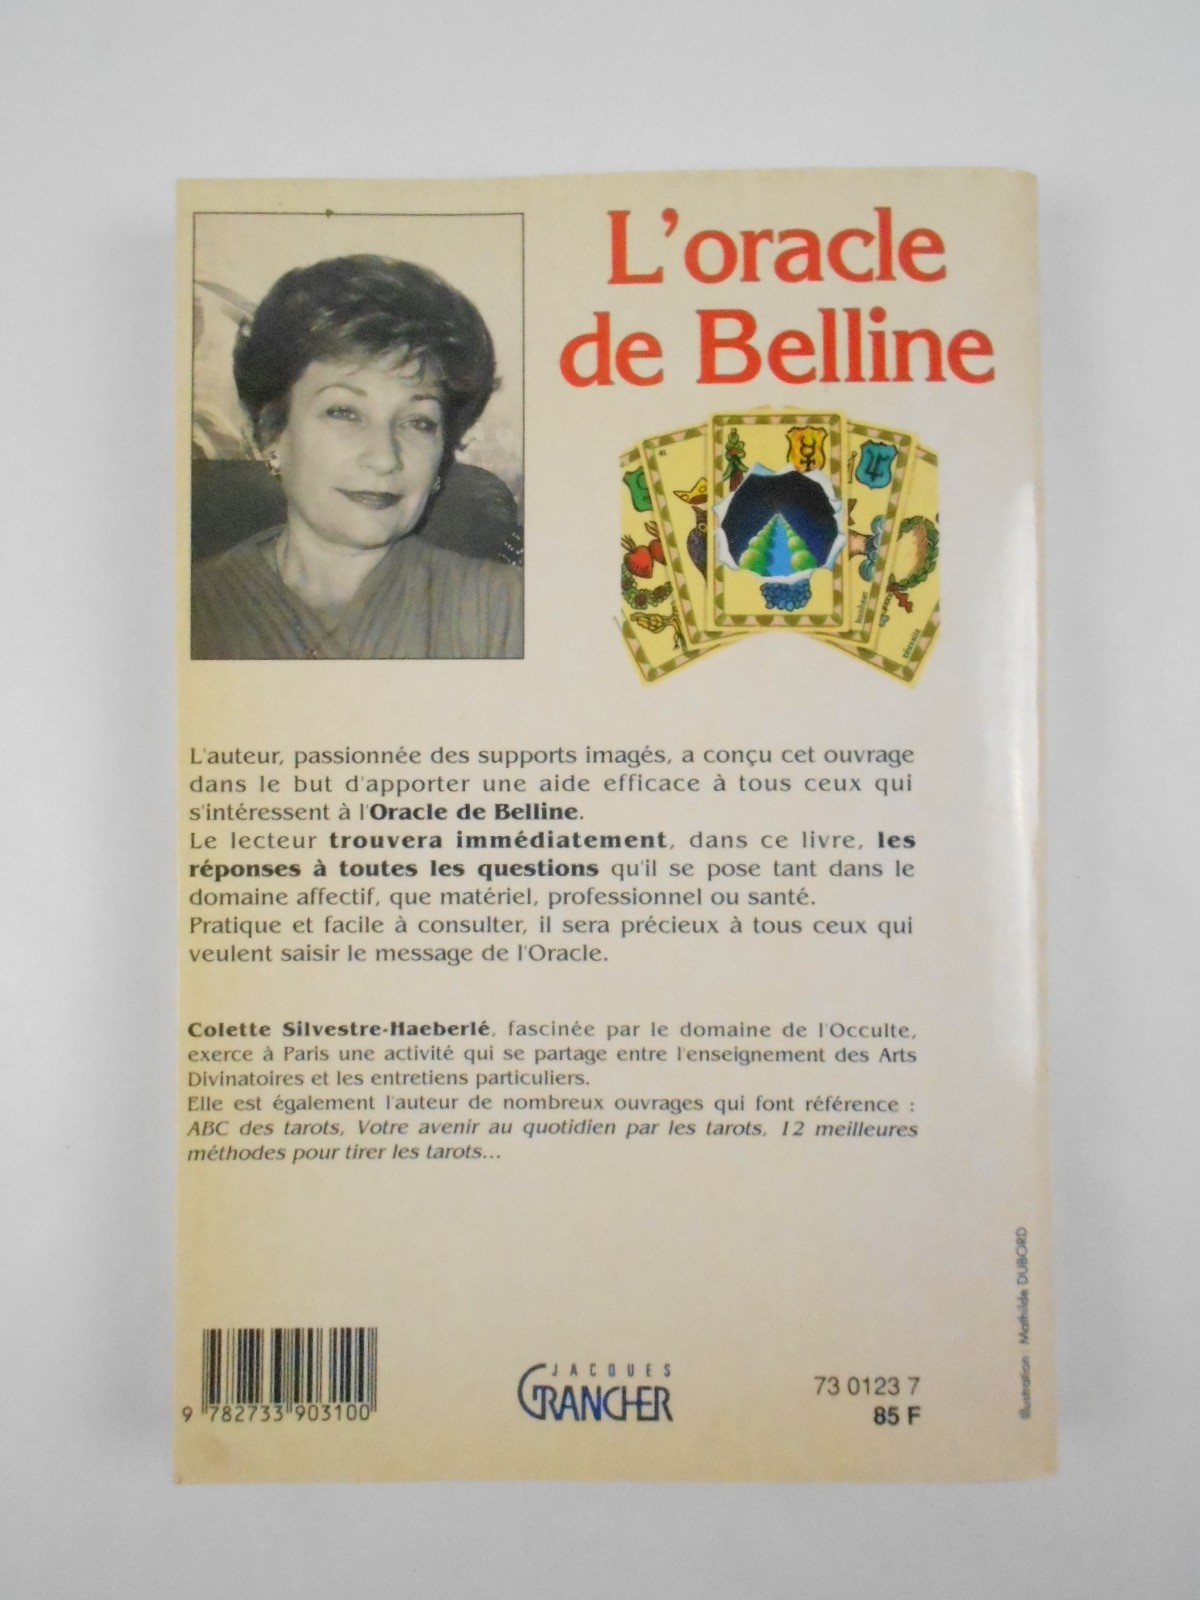 L'oracle
de Belline
L'auteur, passionnée des supports imagés, a conçu cet ouvrage
dans le but d'apporter une aide efficace à tous ceux qui
s'intéressent à l'Oracle de Belline.
Le lecteur trouvera immédiatement, dans ce livre, les
réponses à toutes les questions qu'il se pose tant dans le
domaine affectif, que matériel, professionnel ou santé.
Pratique et facile à consulter, il sera précieux à tous ceux qui
veulent saisir le message de l'Oracle.
Colette Silvestre-Haeberlé, fascinée par le domaine de l'Occulte,
exerce à Paris une activité qui se partage entre l'enseignement des Arts
Divinatoires et les entretiens particuliers.
Elle est également l'auteur de nombreux ouvrages qui font référence :
ABC des tarots, Votre avenir au quotidien par les tarots, 12 meilleures
méthodes pour tirer les tarots...
Illustration : Mathilde DUBORD
9 782733 903100
JACQUES
GRANCHER
73 0123 7
85 F